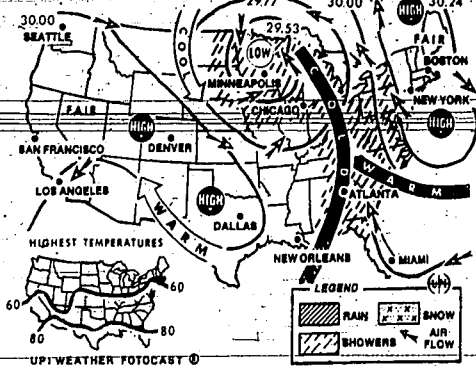 29.77
30.00
30.24
30.00
HIGH
29.53
SEATTLE
FAIR
COOL
LOW
BOSTON
MINNEAPOLIS
COLD
NEW YORK
CHICAGO
FAIR
HIGH
HIGH
SAN FRANCISCO
DENVER
WARM
LOS ANGELES
ATLANTA
HIGH
WARM
DALLAS
HIGHEST TEMPERATURES
NEW ORLEANS
MIAMI
60
60
80
80
LEGEND
RAIN
SNOW
SHOWERS
AIR
FLOW
UPI WEATHER FOTOCAST ®